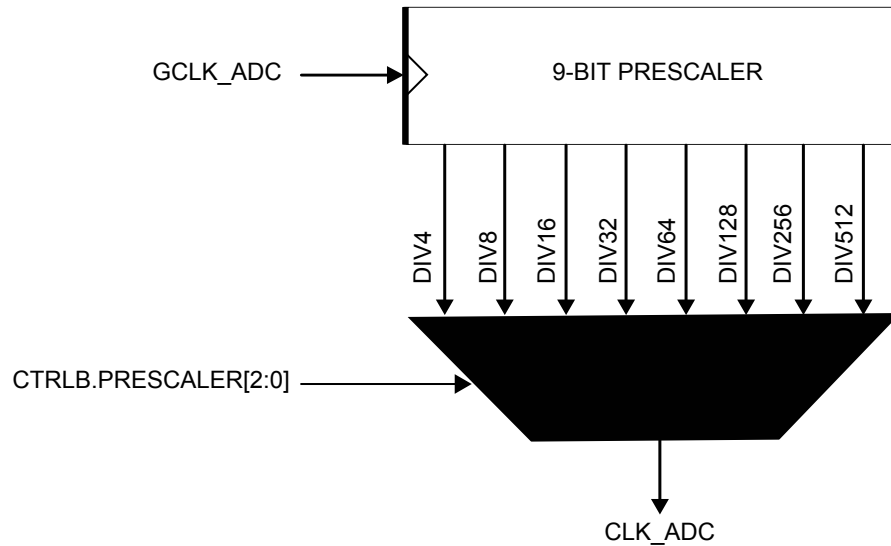 GCLK_ADC
9-BIT PRESCALER
DIV4
DIV8
DIV16
DIV32
DIV64
DIV128
DIV256
DIV512
CTRLB.PRESCALER[2:0]
CLK_ADC